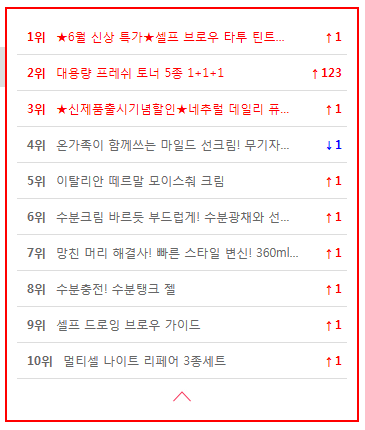 1위 ★6월 신상 특가★셀프 브로우 타투 틴트... ↑1
2위 대용량 프레쉬 토너 5종 1+1+1 ↑123
3위 ★신제품출시기념할인★네추럴 데일리 퓨... ↑1
4위 온가족이 함께쓰는 마일드 선크림! 무기자... ↓1
5위 이탈리안 떼르말 모이스춰 크림 ↑1
6위 수분크림 바르듯 부드럽게! 수분광채와 선... ↑1
7위 망친 머리 해결사! 빠른 스타일 변신! 360ml... ↑1
8위 수분충전! 수분탱크 젤 ↑1
9위 셀프 드로잉 브로우 가이드 ↑1
10위 멀티셀 나이트 리페어 3종세트 ↑1